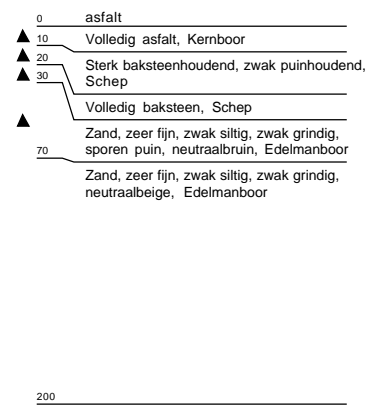 0 asfalt
10 Volledig asfalt, Kernboor
20 Sterk baksteenhoudend, zwak puinhoudend,
Schep
30 Volledig baksteen, Schep
Zand, zeer fijn, zwak siltig, zwak grindig,
sporen puin, neutraalbruin, Edelmanboor
70 Zand, zeer fijn, zwak siltig, zwak grindig,
neutraalbeige, Edelmanboor
200